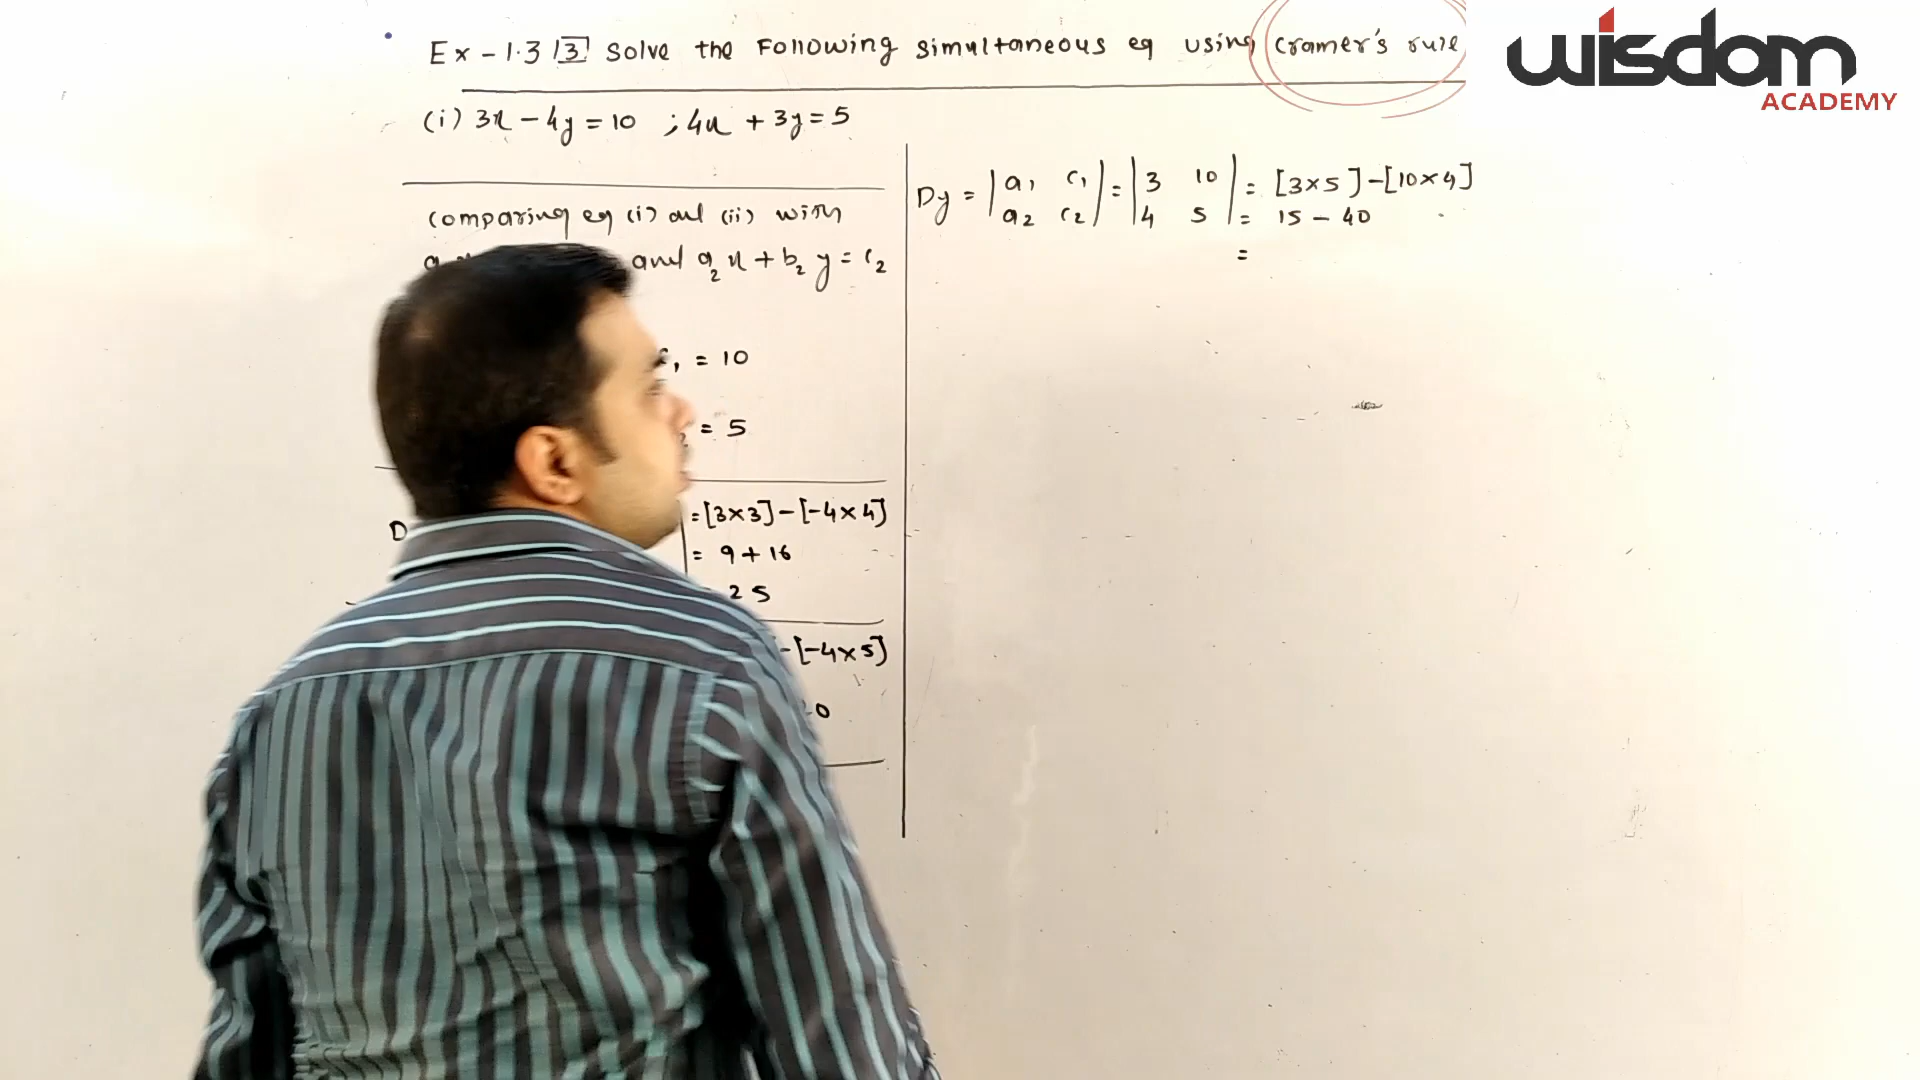 Ex - 1.3 [3] solve the Following simultaneous eq using cramer's rule
wisdom
ACADEMY
(i) 3x - 4y = 10 ; 4x + 3y = 5
comparing eq (i) and (ii) with
and a₂x + b₂y = c₂
c₁ = 10
= 5
D
= [3×3] - [-4×4]
= 9 + 16
25
- [-4×5]
Dy = |a₁ c₁| = |3 10| = [3×5] - [10×4]
|a₂ c₂| |4 5| = 15 - 40
=